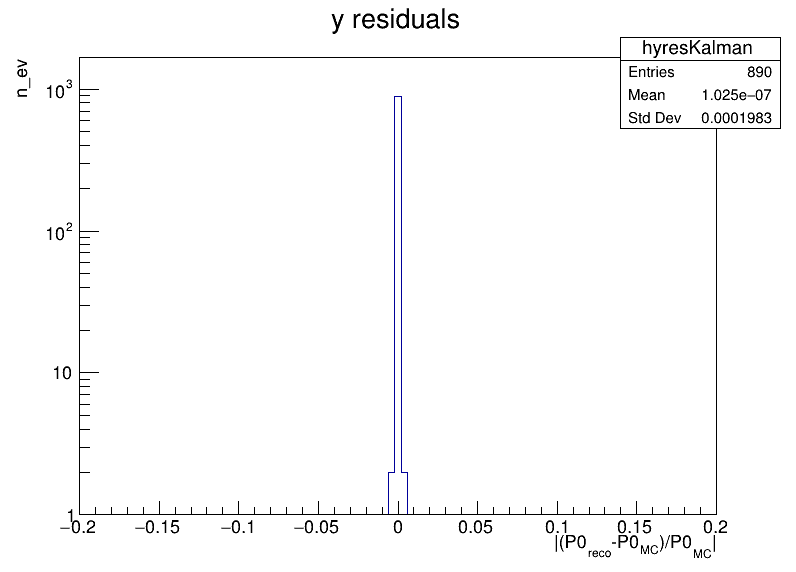 y residuals
hyresKalman
Entries 890
Mean 1.025e−07
Std Dev 0.0001983
n_ev
10³
10²
10
1
−0.2 −0.15 −0.1 −0.05 0 0.05 0.1 0.15 0.2
|(P0reco-P0MC)/P0MC|